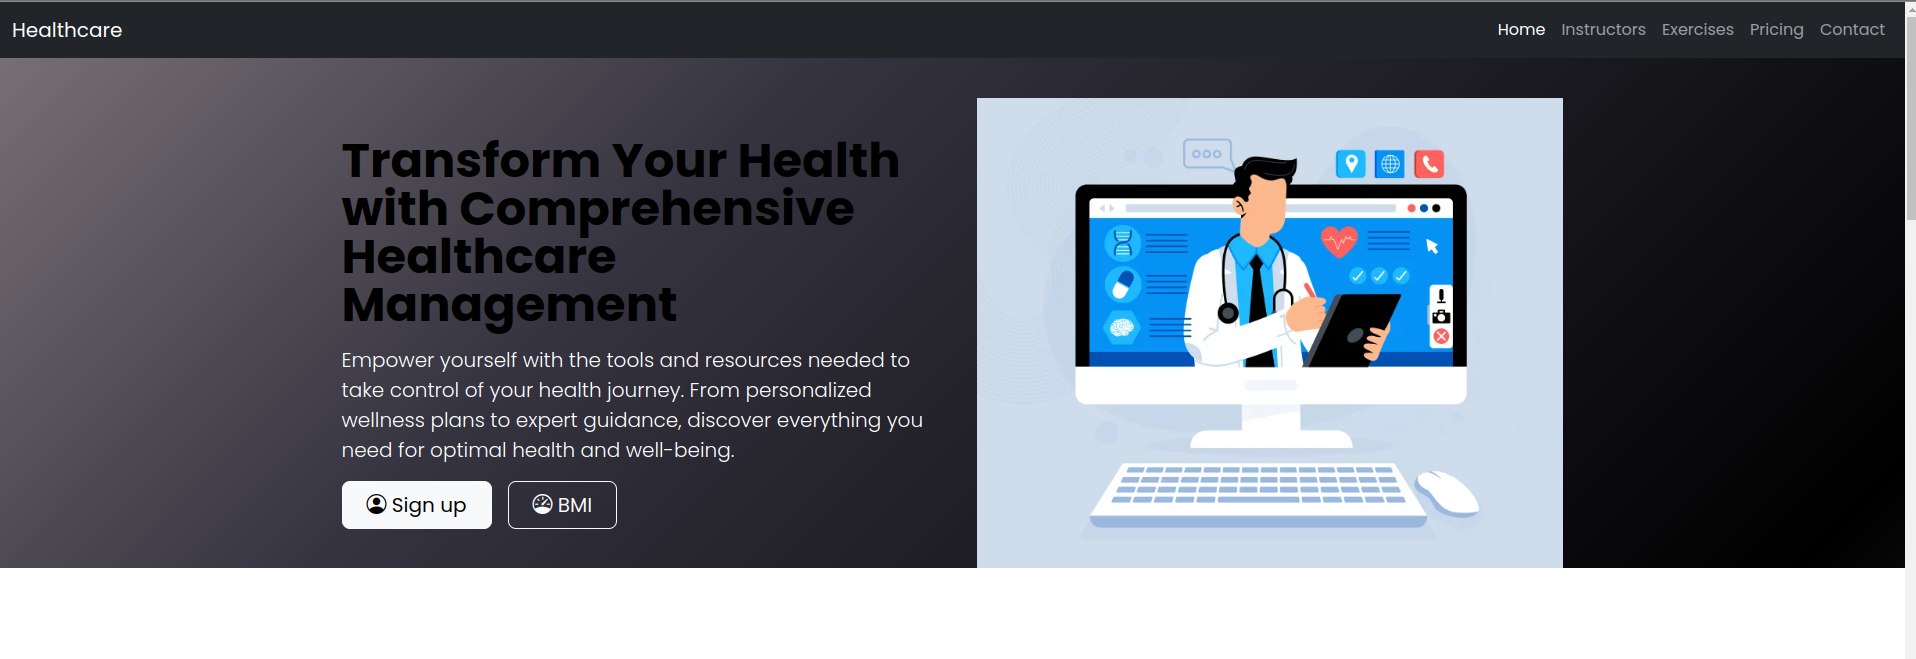 Healthcare
Home Instructors Exercises Pricing Contact
Transform Your Health
with Comprehensive
Healthcare
Management
Empower yourself with the tools and resources needed to
take control of your health journey. From personalized
wellness plans to expert guidance, discover everything you
need for optimal health and well-being.
Sign up BMI